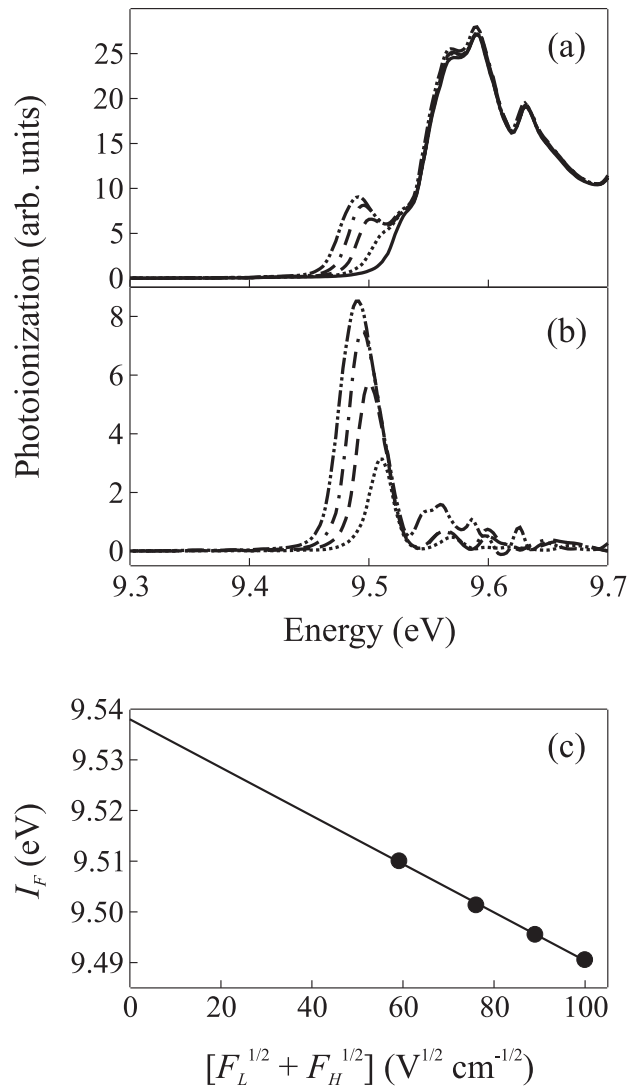 (a)
25
20
15
10
5
0
Photoionization (arb. units)
(b)
8
6
4
2
0
9.3 9.4 9.5 9.6 9.7
Energy (eV)
(c)
9.54
9.53
9.51
9.50
9.49
I_F (eV)
0 20 40 60 80 100
[F_L^1/2 + F_H^1/2] (V^1/2 cm^-1/2)